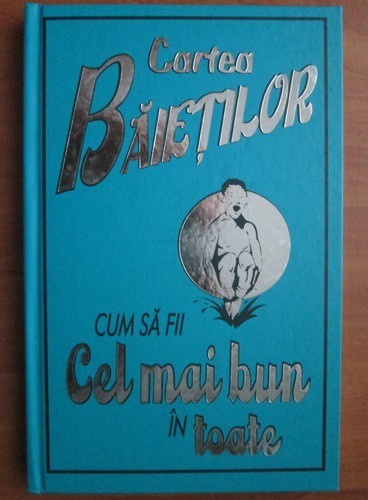 Cartea
BĂIEȚILOR
CUM SĂ FII
Cel mai bun
ÎN toate